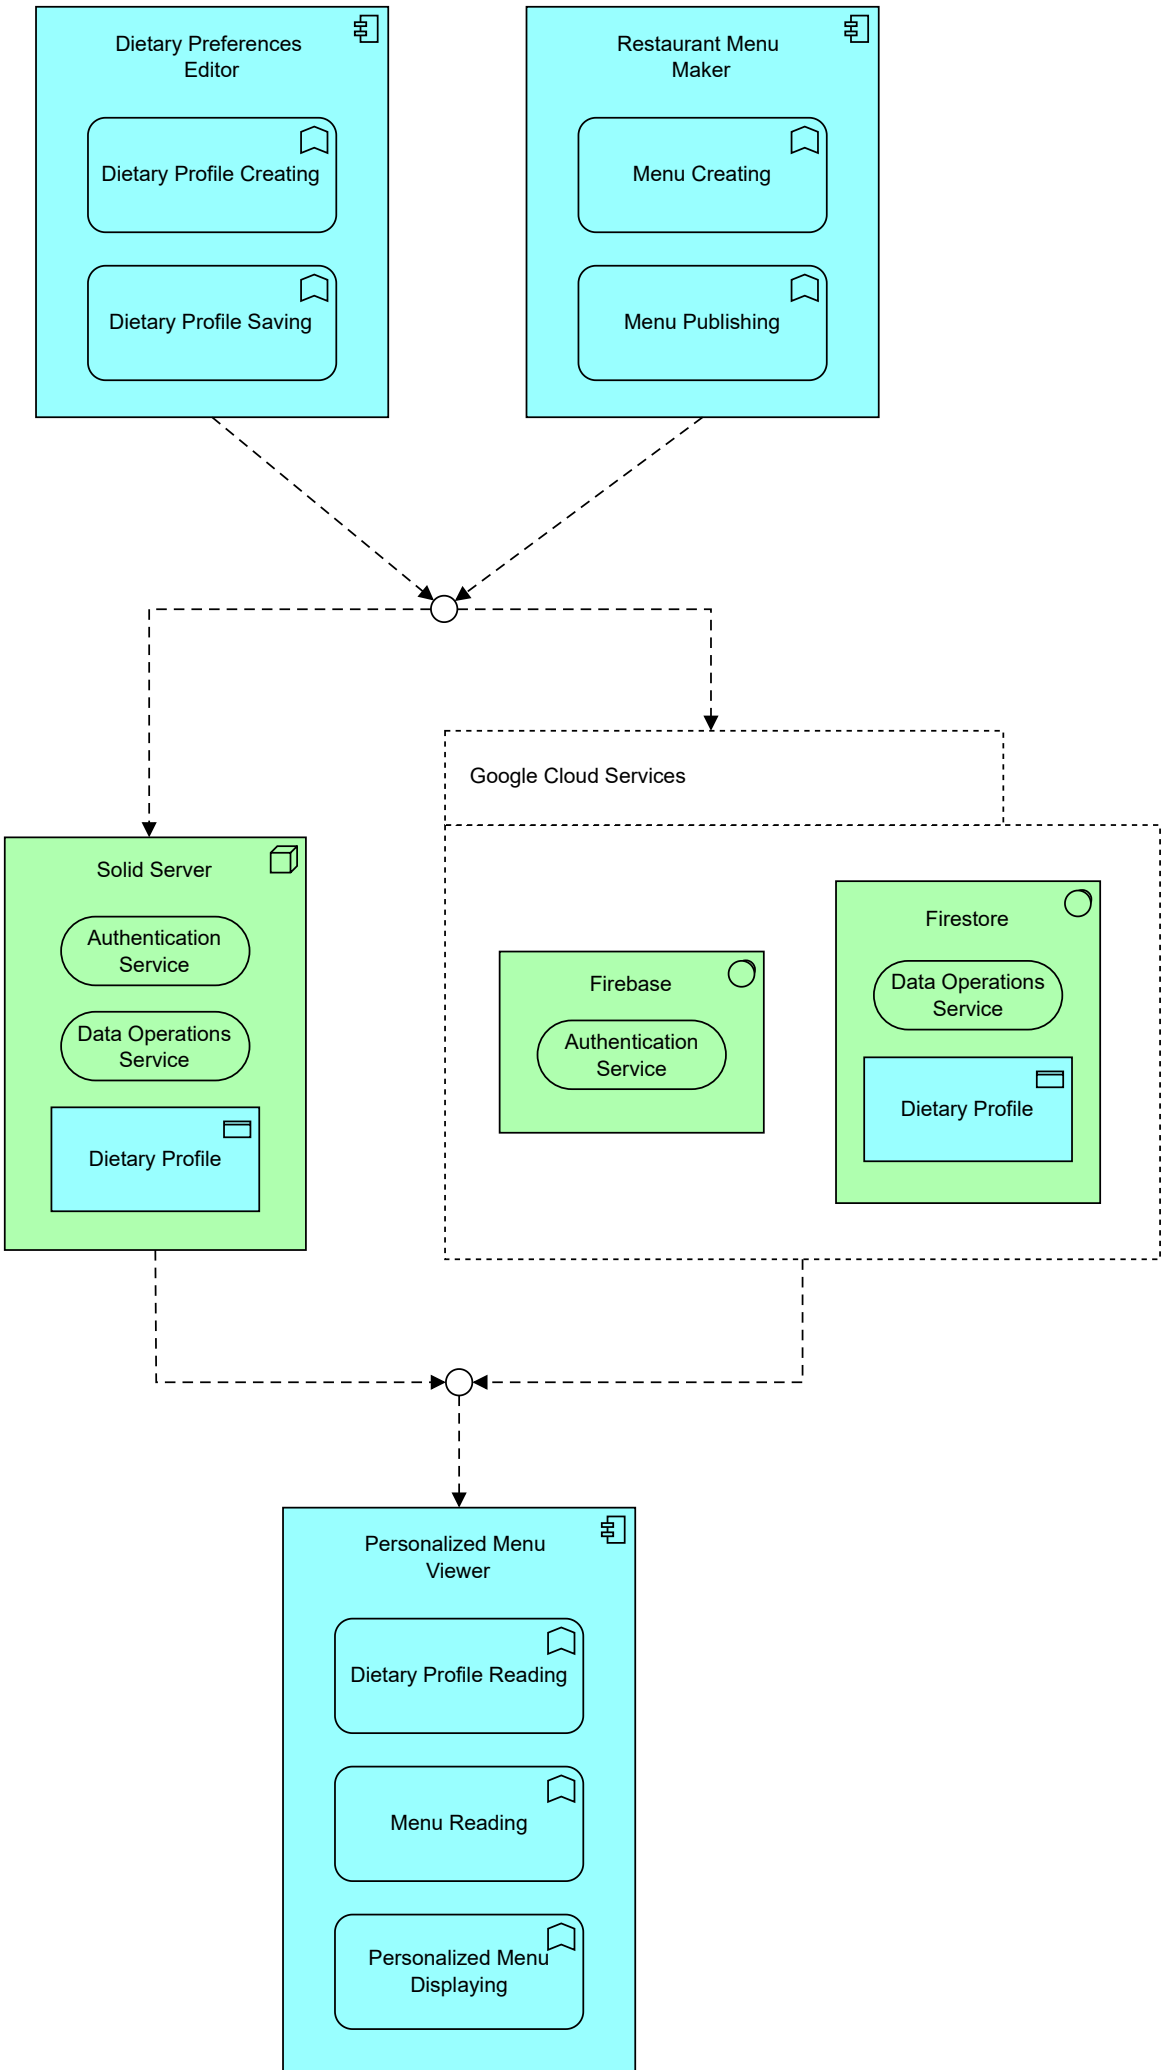 Dietary Preferences
Editor
Dietary Profile Creating
Dietary Profile Saving
Restaurant Menu
Maker
Menu Creating
Menu Publishing
Google Cloud Services
Solid Server
Authentication
Service
Data Operations
Service
Dietary Profile
Firebase
Authentication
Service
Firestore
Data Operations
Service
Dietary Profile
Personalized Menu
Viewer
Dietary Profile Reading
Menu Reading
Personalized Menu
Displaying